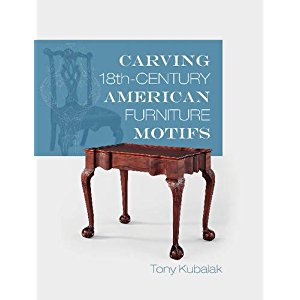 CARVING
18th-CENTURY
AMERICAN
FURNITURE
MOTIFS
Tony Kubalak